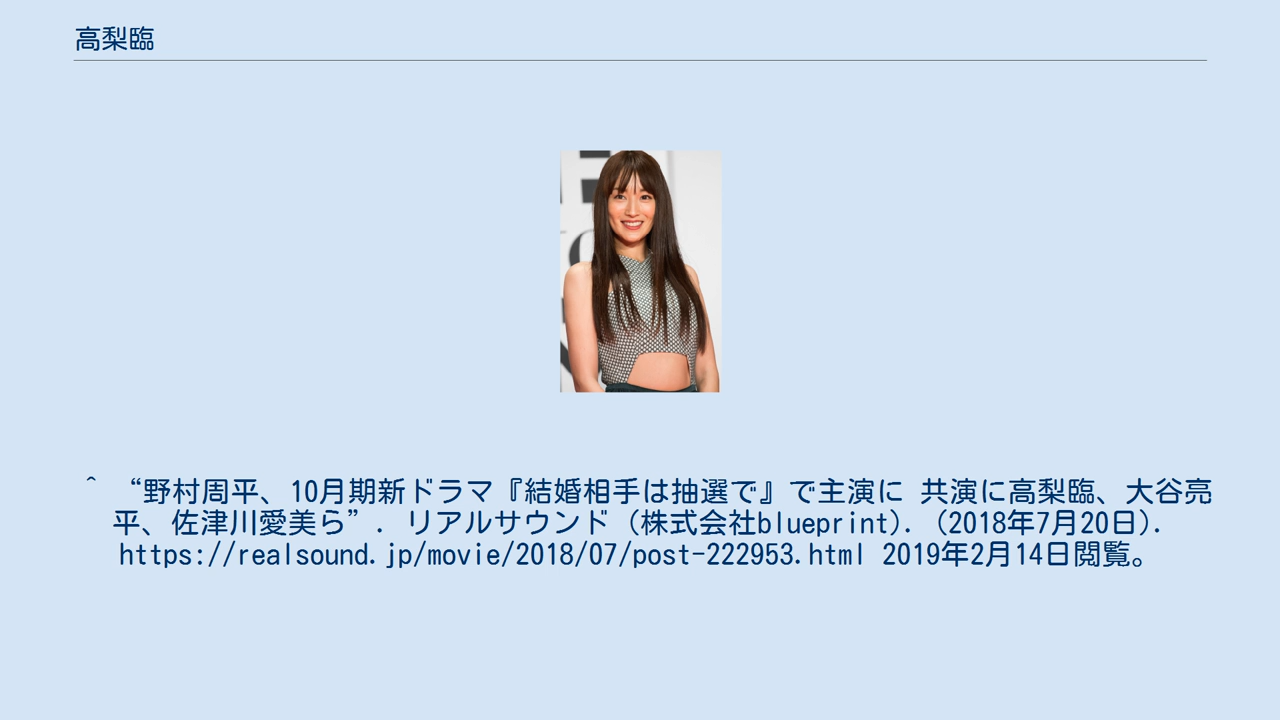 高梨臨
^ “野村周平、10月期新ドラマ『結婚相手は抽選で』で主演に 共演に高梨臨、大谷亮
平、佐津川愛美ら”. リアルサウンド (株式会社blueprint). (2018年7月20日).
https://realsound.jp/movie/2018/07/post-222953.html 2019年2月14日閲覧。